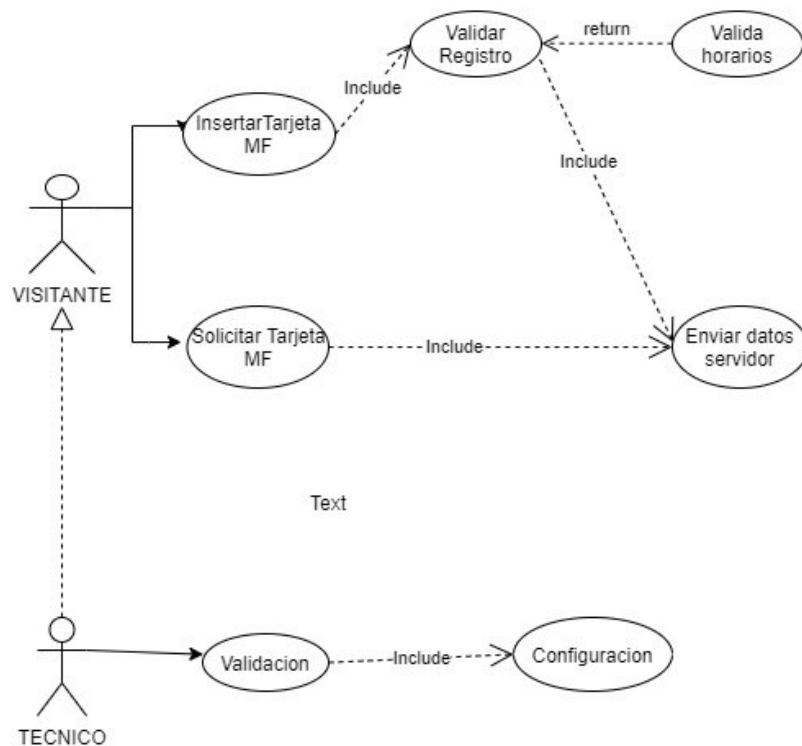 Validar
Registro
return
Valida
horarios
Include
InsertarTarjeta
MF
Include
VISITANTE
Solicitar Tarjeta
MF
Include
Enviar datos
servidor
Text
Validacion
Include
Configuracion
TECNICO